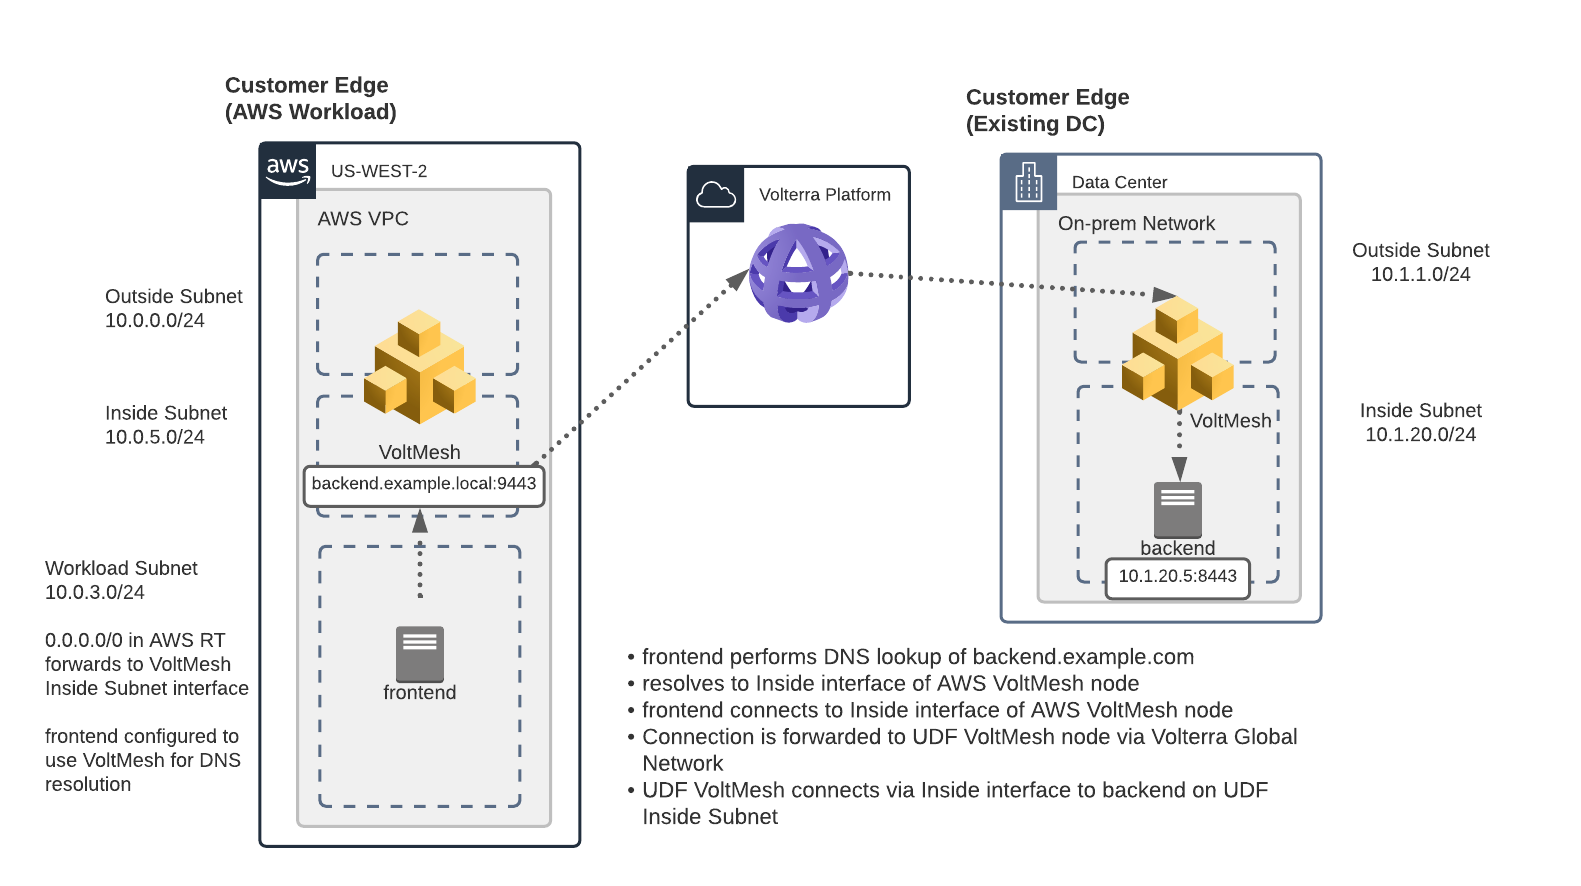 Customer Edge
(AWS Workload)
Customer Edge
(Existing DC)
aws
US-WEST-2
AWS VPC
Outside Subnet
10.0.0.0/24
Inside Subnet
10.0.5.0/24
VoltMesh
backend.example.local:9443
Workload Subnet
10.0.3.0/24
0.0.0.0/0 in AWS RT
forwards to VoltMesh
Inside Subnet interface
frontend configured to
use VoltMesh for DNS
resolution
frontend
Volterra Platform
Data Center
On-prem Network
Outside Subnet
10.1.1.0/24
Inside Subnet
10.1.20.0/24
VoltMesh
backend
10.1.20.5:8443
• frontend performs DNS lookup of backend.example.com
• resolves to Inside interface of AWS VoltMesh node
• frontend connects to Inside interface of AWS VoltMesh node
• Connection is forwarded to UDF VoltMesh node via Volterra Global
Network
• UDF VoltMesh connects via Inside interface to backend on UDF
Inside Subnet